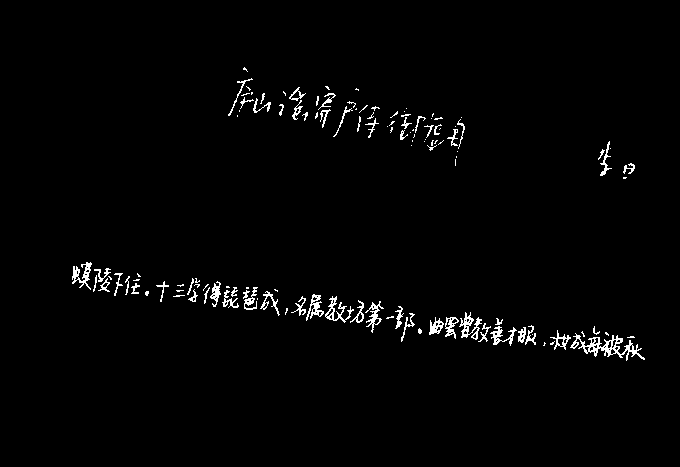 庐山谣寄卢侍御虚舟
李白
蟆陵下住。十三学得琵琶成,名属教坊第一部。曲罢曾教善才服,妆成每被秋